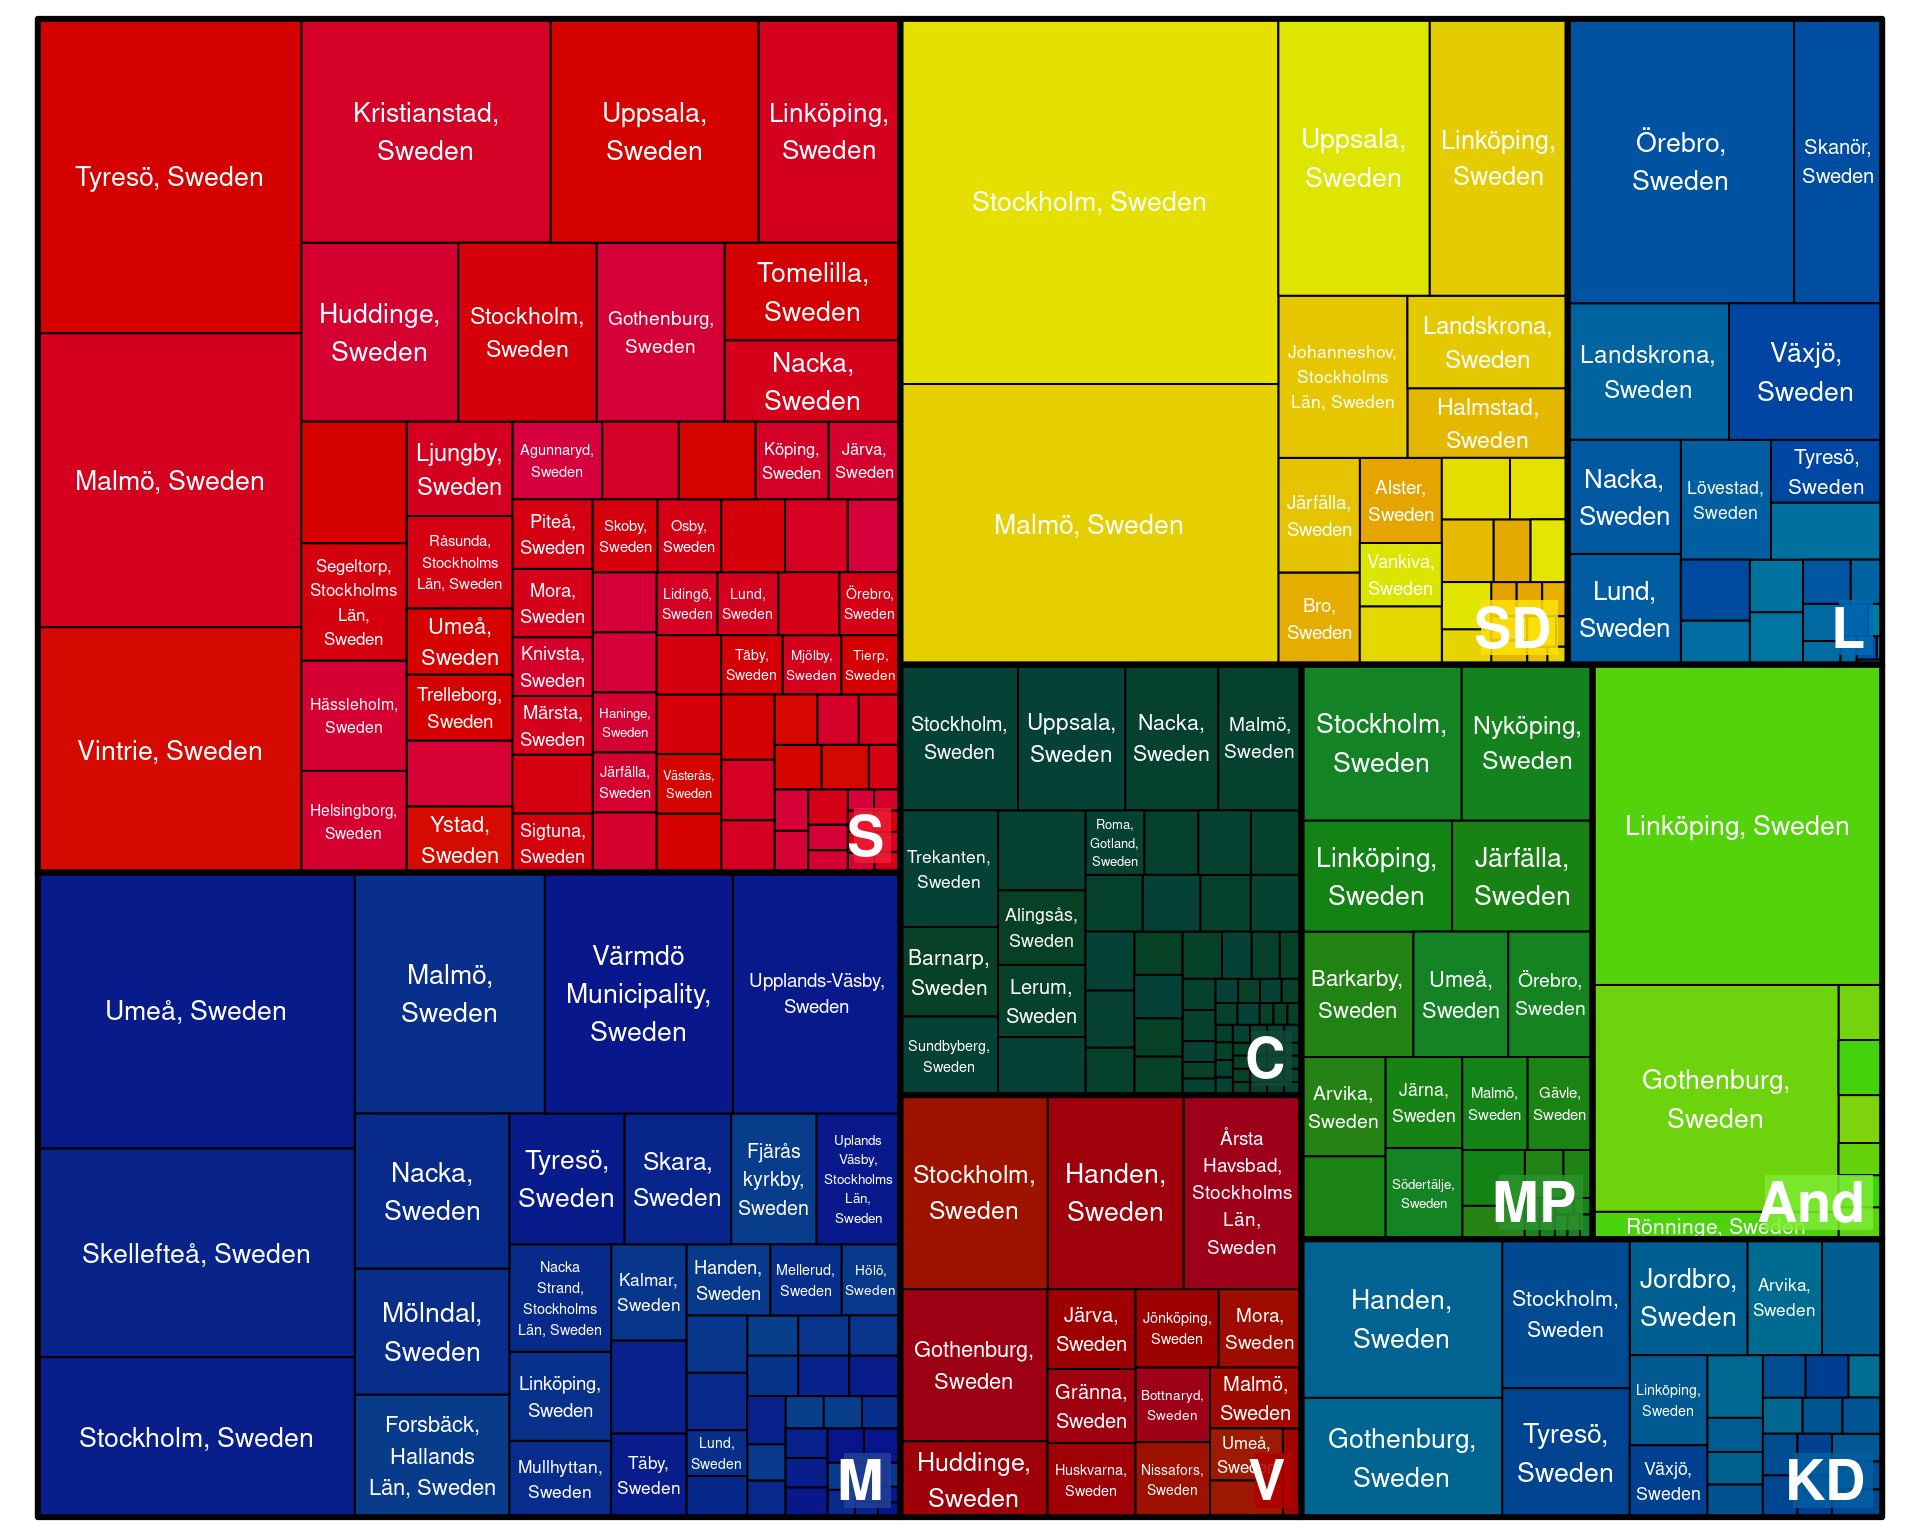 Tyresö, Sweden
Malmö, Sweden
Vintrie, Sweden
Kristianstad,
Sweden
Uppsala,
Sweden
Linköping,
Sweden
Huddinge,
Sweden
Stockholm,
Sweden
Gothenburg,
Sweden
Tomelilla,
Sweden
Nacka,
Sweden
Segeltorp,
Stockholms
Län,
Sweden
Hässleholm,
Sweden
Helsingborg,
Sweden
Ljungby,
Sweden
Råsunda,
Stockholms
Län, Sweden
Umeå,
Sweden
Trelleborg,
Sweden
Ystad,
Sweden
Agunnaryd,
Sweden
Köping,
Sweden
Järva,
Sweden
Piteå,
Sweden
Mora,
Sweden
Knivsta,
Sweden
Märsta,
Sweden
Sigtuna,
Sweden
Skoby,
Sweden
Osby,
Sweden
Lidingö,
Sweden
Lund,
Sweden
Örebro,
Sweden
Täby,
Sweden
Mjölby,
Sweden
Tierp,
Sweden
Haninge,
Sweden
Järfälla,
Sweden
Västerås,
Sweden
S
Umeå, Sweden
Skellefteå, Sweden
Stockholm, Sweden
Malmö,
Sweden
Värmdö
Municipality,
Sweden
Upplands-Väsby,
Sweden
Nacka,
Sweden
Mölndal,
Sweden
Forsbäck,
Hallands
Län, Sweden
Tyresö,
Sweden
Skara,
Sweden
Fjärås
kyrkby,
Sweden
Uplands
Väsby,
Stockholms
Län,
Sweden
Nacka
Strand,
Stockholms
Län, Sweden
Linköping,
Sweden
Mullhyttan,
Sweden
Kalmar,
Sweden
Täby,
Sweden
Handen,
Sweden
Mellerud,
Sweden
Hölö,
Sweden
Lund,
Sweden
M
Stockholm, Sweden
Malmö, Sweden
Uppsala,
Sweden
Linköping,
Sweden
Johanneshov,
Stockholms
Län, Sweden
Landskrona,
Sweden
Halmstad,
Sweden
Järfälla,
Sweden
Bro,
Sweden
Alster,
Sweden
Vankiva,
Sweden
SD
Örebro,
Sweden
Skanör,
Sweden
Landskrona,
Sweden
Växjö,
Sweden
Nacka,
Sweden
Lund,
Sweden
Lövestad,
Sweden
Tyresö,
Sweden
L
Stockholm,
Sweden
Uppsala,
Sweden
Nacka,
Sweden
Malmö,
Sweden
Trekanten,
Sweden
Barnarp,
Sweden
Sundbyberg,
Sweden
Alingsås,
Sweden
Lerum,
Sweden
Roma,
Gotland,
Sweden
C
Stockholm,
Sweden
Handen,
Sweden
Årsta
Havsbad,
Stockholms
Län,
Sweden
Gothenburg,
Sweden
Huddinge,
Sweden
Järva,
Sweden
Gränna,
Sweden
Huskvarna,
Sweden
Jönköping,
Sweden
Bottnaryd,
Sweden
Nissafors,
Sweden
Mora,
Sweden
Malmö,
Sweden
Umeå,
Sweden
V
Stockholm,
Sweden
Nyköping,
Sweden
Linköping,
Sweden
Järfälla,
Sweden
Barkarby,
Sweden
Umeå,
Sweden
Örebro,
Sweden
Arvika,
Sweden
Järna,
Sweden
Malmö,
Sweden
Gävle,
Sweden
Södertälje,
Sweden
MP
Linköping, Sweden
Gothenburg,
Sweden
Rönninge, Sweden
And
Handen,
Sweden
Gothenburg,
Sweden
Stockholm,
Sweden
Tyresö,
Sweden
Jordbro,
Sweden
Arvika,
Sweden
Linköping,
Sweden
Växjö,
Sweden
KD